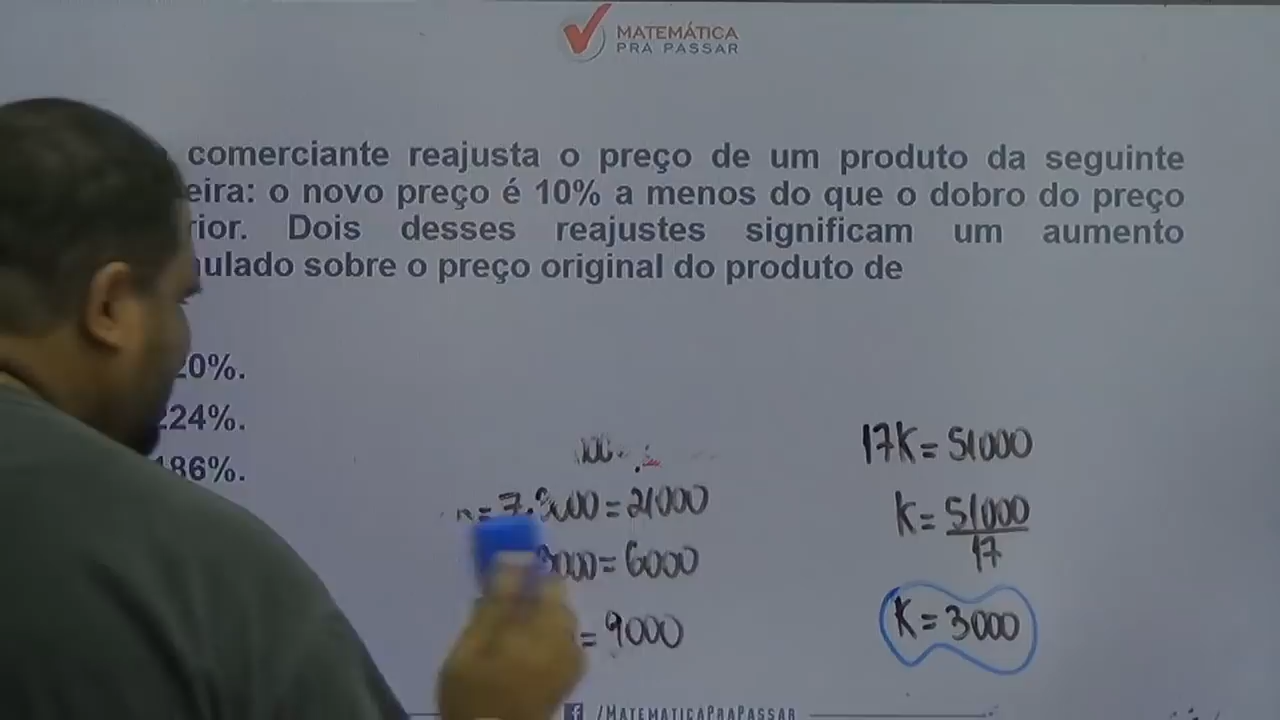 MATEMÁTICA
PRA PASSAR
comerciante reajusta o preço de um produto da seguinte
eira: o novo preço é 10% a menos do que o dobro do preço
rior. Dois desses reajustes significam um aumento
nulado sobre o preço original do produto de
20%.
224%.
186%.
17K = 51000
= 21000
K = 51000
17
000 = 6000
K = 3000
= 9000
/MATEMATICAPRAPASSAR